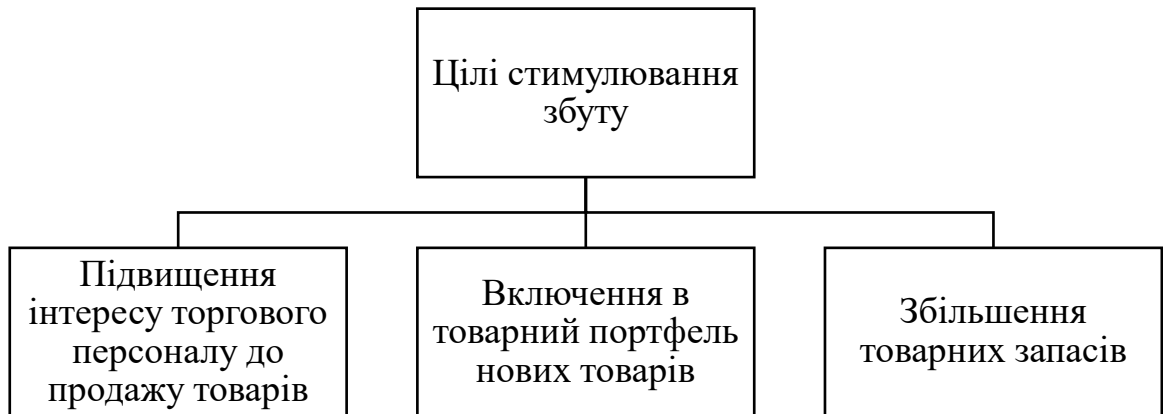 Цілі стимулювання
збуту
Підвищення
інтересу торгового
персоналу до
продажу товарів
Включення в
товарний портфель
нових товарів
Збільшення
товарних запасів